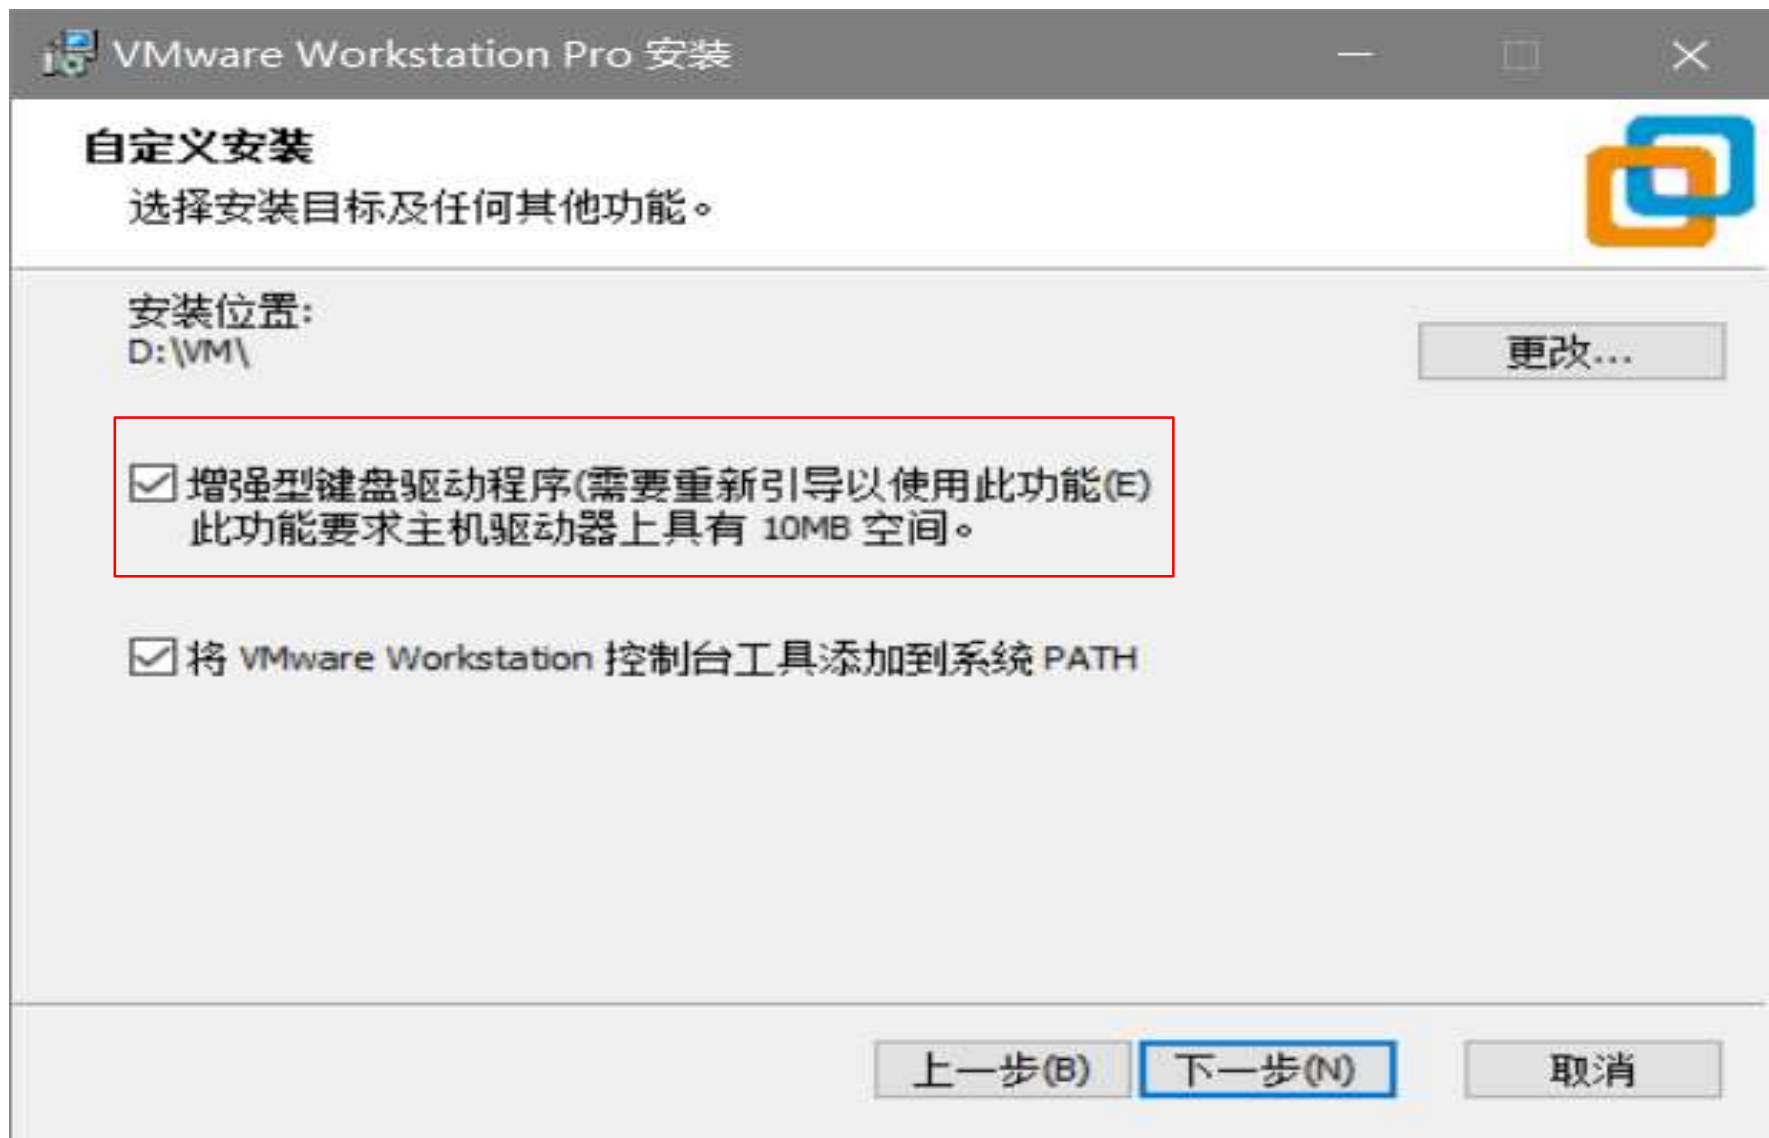 VMware Workstation Pro 安装
自定义安装
选择安装目标及任何其他功能。
安装位置:
D:\VM\
更改...
增强型键盘驱动程序(需要重新引导以使用此功能(E)
此功能要求主机驱动器上具有 10MB 空间。
将 VMware Workstation 控制台工具添加到系统 PATH
上一步(B)
下一步(N)
取消